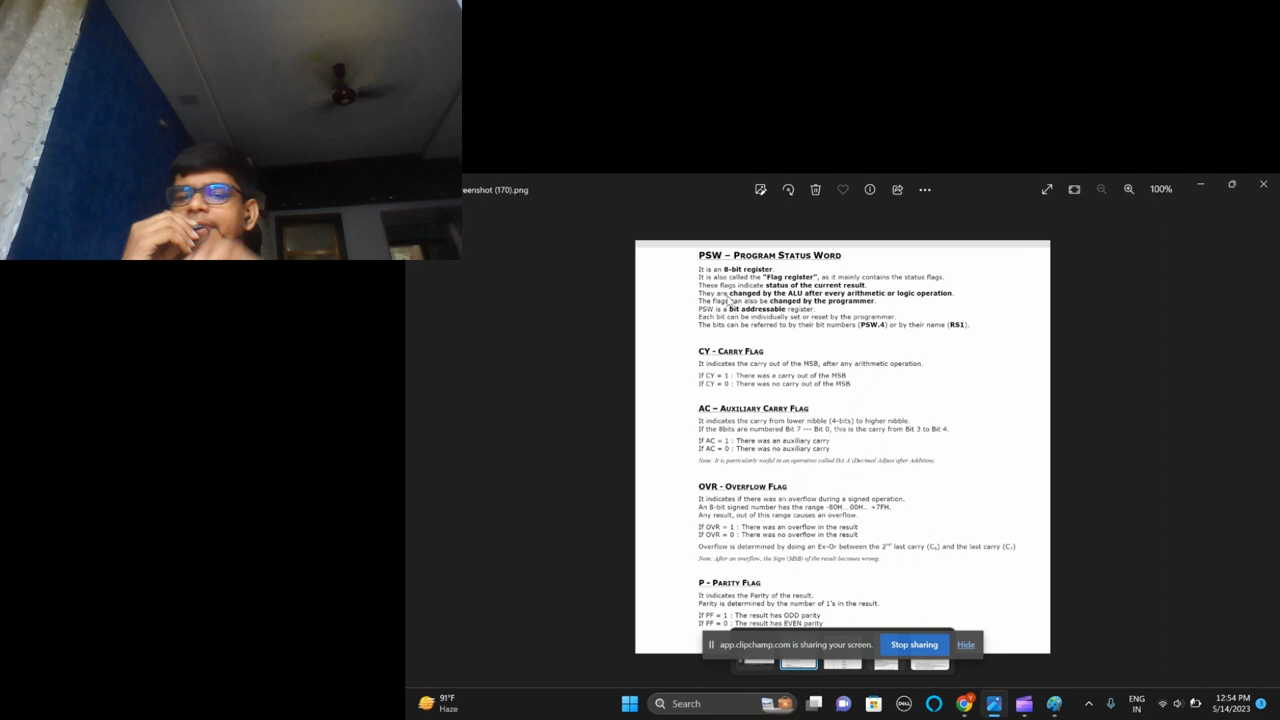 eenshot (170).png
100%
PSW – PROGRAM STATUS WORD
It is an 8-bit register.
It is also called the "Flag register", as it mainly contains the status flags.
These flags indicate status of the current result.
They are changed by the ALU after every arithmetic or logic operation.
The flags can also be changed by the programmer.
PSW is a bit addressable register.
Each bit can be individually set or reset by the programmer.
The bits can be referred to by their bit numbers (PSW.4) or by their name (RS1)
CY - CARRY FLAG
It indicates the carry out of the MSB, after any arithmetic operation.
If CY = 1 : There was a carry out of the MSB
If CY = 0 : There was no carry out of the MSB
AC – AUXILIARY CARRY FLAG
It indicates the carry from lower nibble (4-bits) to higher nibble.
If the 8bits are numbered Bit 7 --- Bit 0, this is the carry from Bit 3 to Bit 4.
If AC = 1 : There was an auxiliary carry
If AC = 0 : There was no auxiliary carry
Note: It is particularly useful in an operation called DA A (Decimal Adjust after Addition)
OVR - OVERFLOW FLAG
It indicates if there was an overflow during a signed operation.
An 8-bit signed number has the range -80H... 00H... +7FH.
Any result, out of this range causes an overflow.
If OVR = 1 : There was an overflow in the result
If OVR = 0 : There was no overflow in the result
Overflow is determined by doing an Ex-Or between the 2nd last carry (C6) and the last carry (C7)
Note: After an overflow, the Sign (MSB) of the result becomes wrong.
P - PARITY FLAG
It indicates the Parity of the result.
Parity is determined by the number of 1's in the result.
If PF = 1 : The result has ODD parity
If PF = 0 : The result has EVEN parity
app.clipchamp.com is sharing your screen.
Stop sharing
Hide
91°F
Haze
Search
DELL
ENG
IN
12:54 PM
5/14/2023